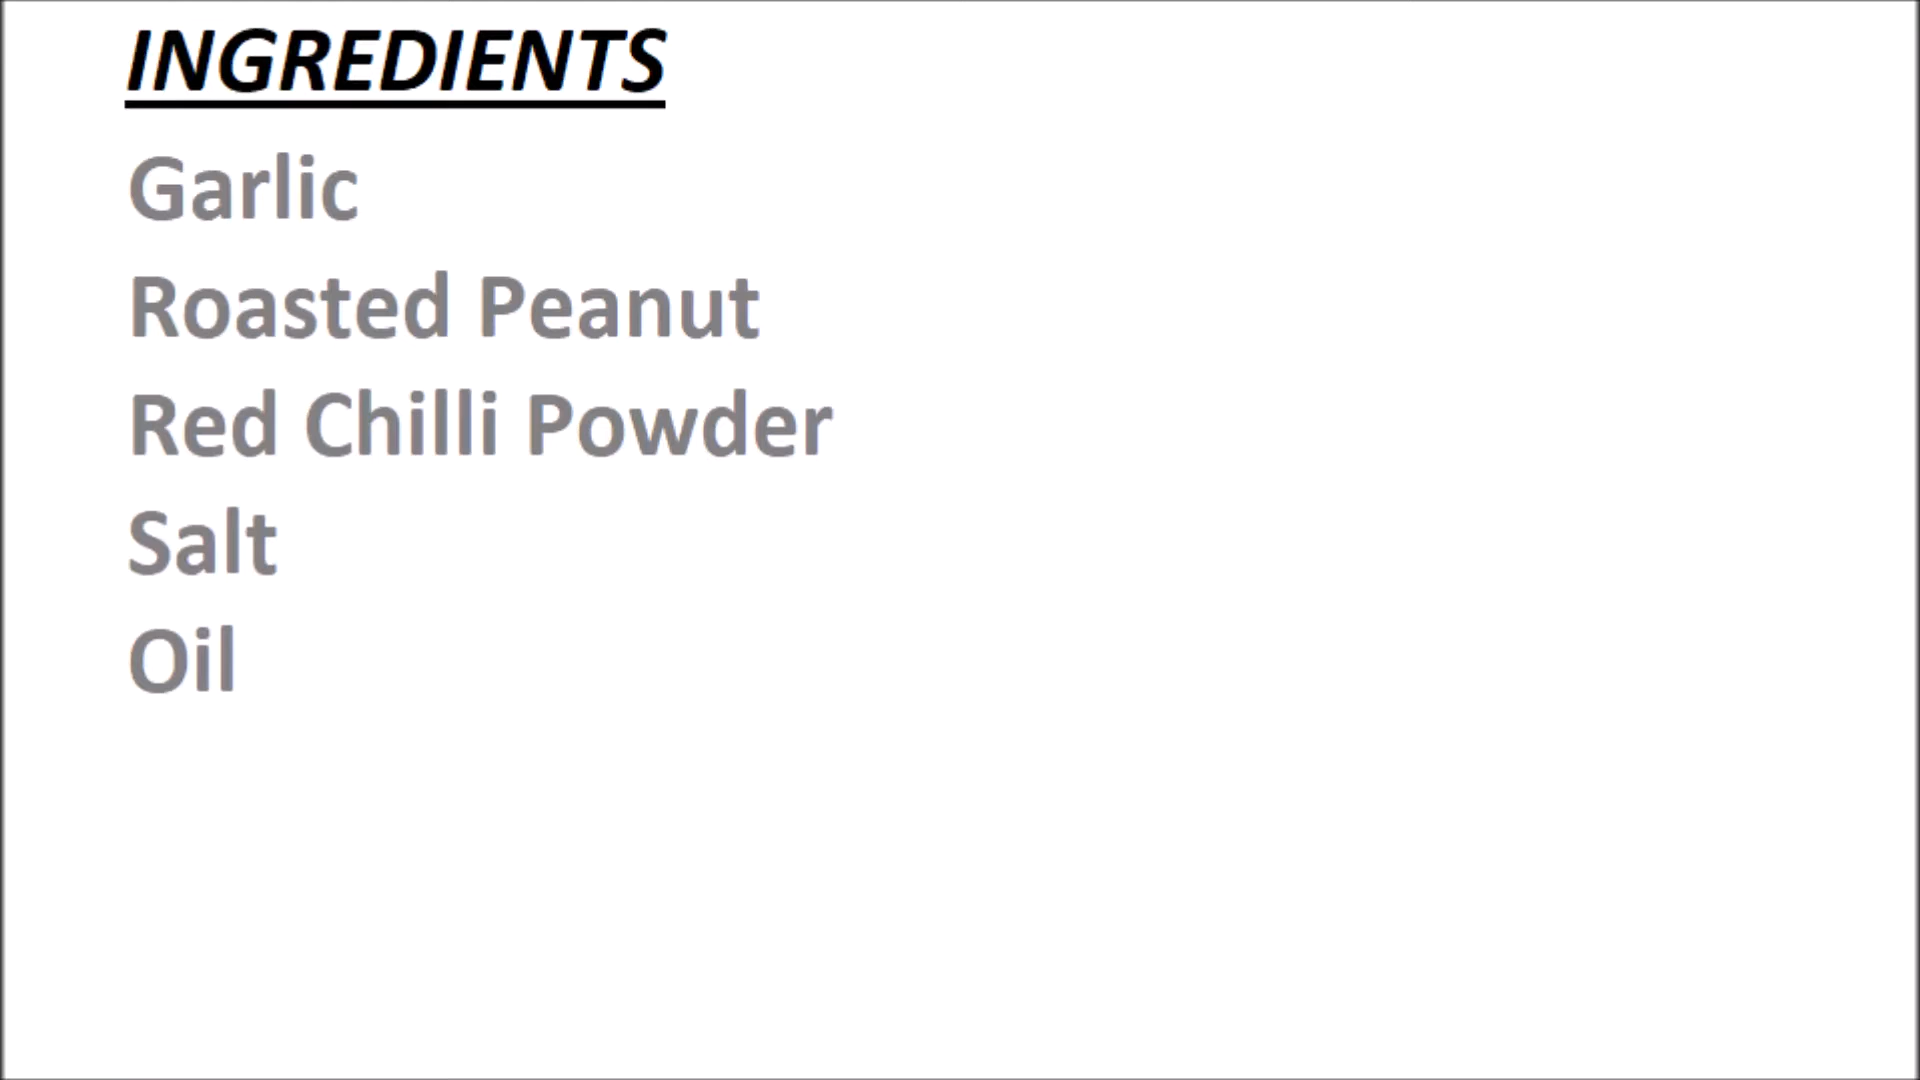 INGREDIENTS
Garlic
Roasted Peanut
Red Chilli Powder
Salt
Oil